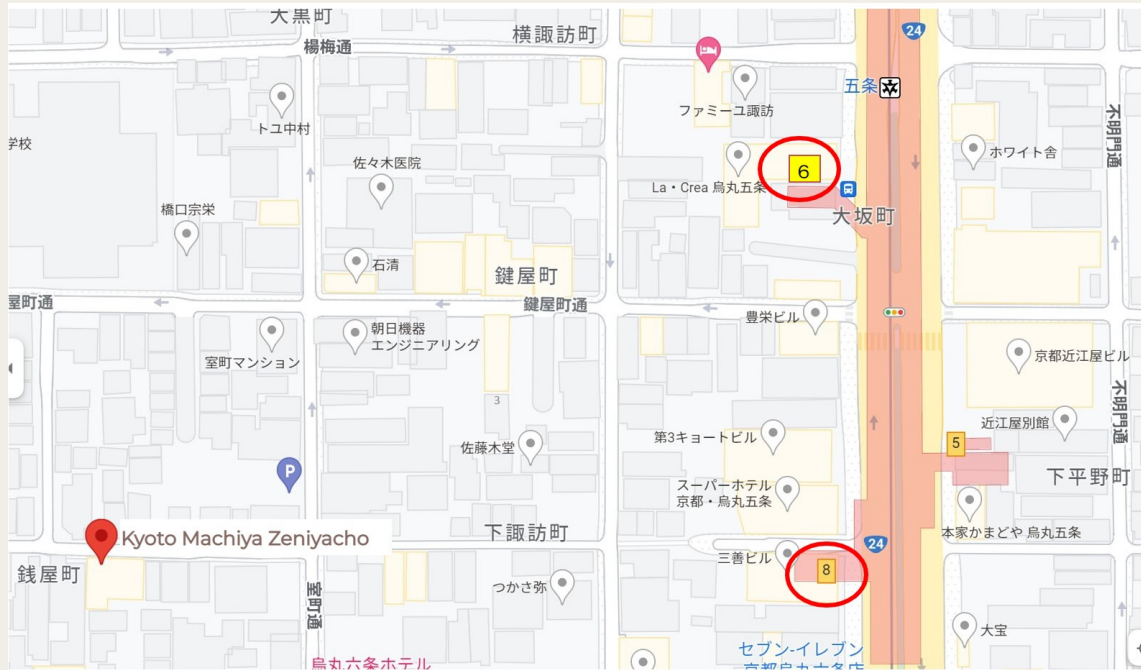 大黒町
横諏訪町
楊梅通
24
五条
ファミーユ諏訪
トユ中村
不明門通
学校
ホワイト舎
佐々木医院
6
La・Crea 烏丸五条
大坂町
橋口宗栄
石清
鍵屋町
屋町通
鍵屋町通
豊栄ビル
朝日機器
エンジニアリング
室町マンション
京都近江屋ビル
不明門通
3
近江屋別館
第3キョートビル
5
佐藤木堂
P
下平野町
スーパーホテル
京都・烏丸五条
Kyoto Machiya Zeniyacho
下諏訪町
本家かまどや 烏丸五条
24
三善ビル
8
銭屋町
つかさ弥
室町通
大宝
セブン-イレブン
京都烏丸六条店
烏丸六条ホテル